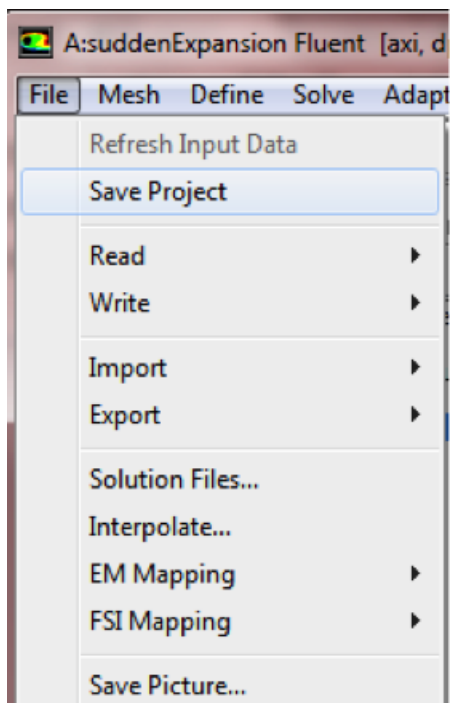 A:suddenExpansion Fluent [axi, d
File Mesh Define Solve Adapt
Refresh Input Data
Save Project
Read
Write
Import
Export
Solution Files...
Interpolate...
EM Mapping
FSI Mapping
Save Picture...